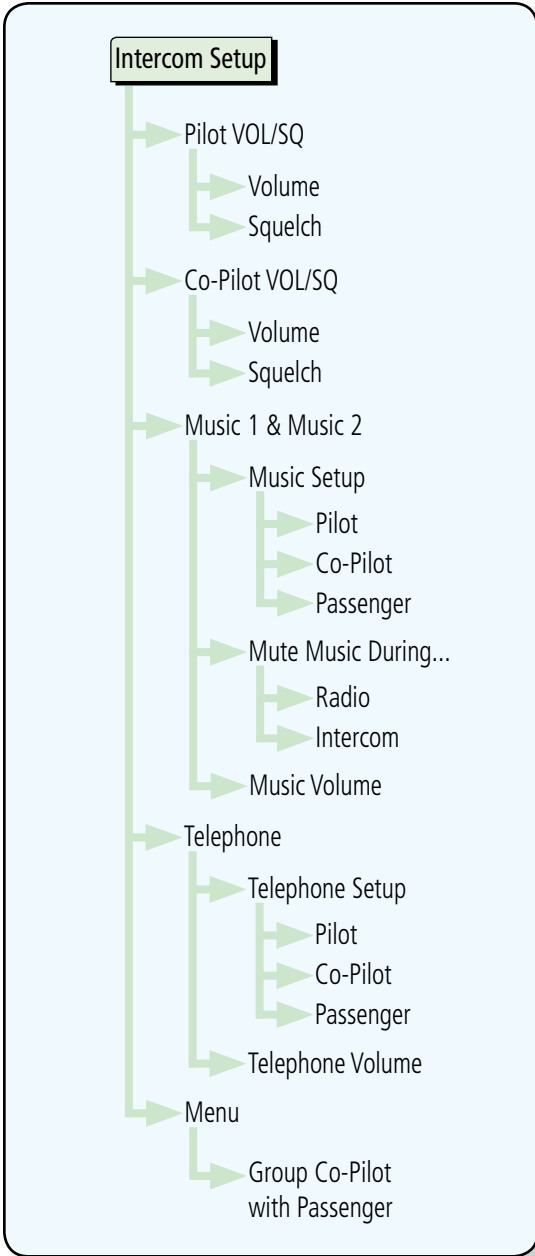 Intercom Setup
Pilot VOL/SQ
Volume
Squelch
Co-Pilot VOL/SQ
Volume
Squelch
Music 1 & Music 2
Music Setup
Pilot
Co-Pilot
Passenger
Mute Music During...
Radio
Intercom
Music Volume
Telephone
Telephone Setup
Pilot
Co-Pilot
Passenger
Telephone Volume
Menu
Group Co-Pilot
with Passenger